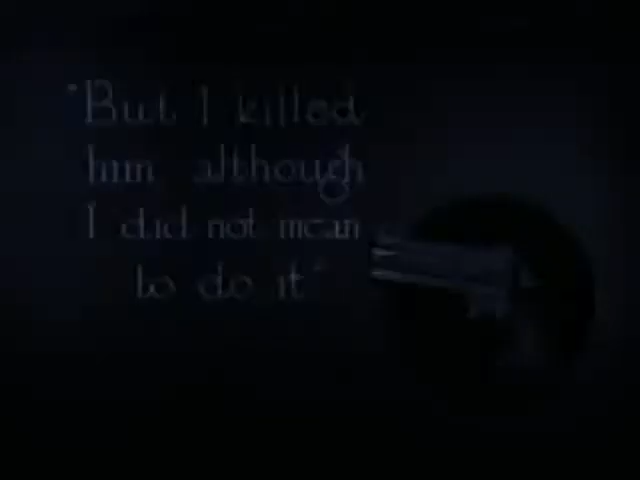 "But I killed
him although
I did not mean
to do it"